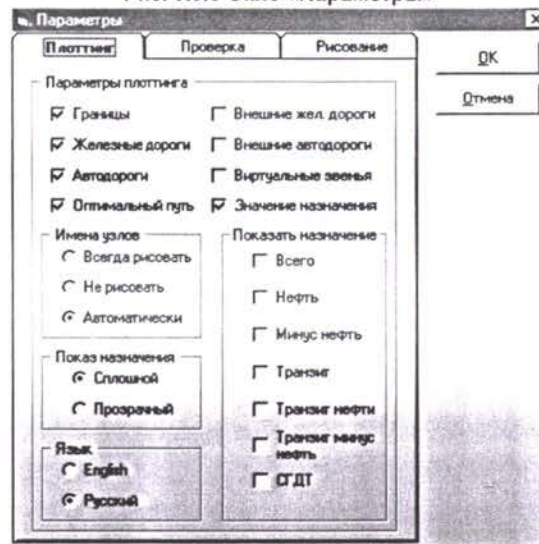 Параметры
Плоттинг
Проверка
Рисование
OK
Отмена
Параметры плоттинга
Границы
Внешние жел. дороги
Железные дороги
Внешние автодороги
Автодороги
Виртуальные звенья
Оптимальный путь
Значение назначения
Имена узлов
Всегда рисовать
Не рисовать
Автоматически
Показ назначения
Сплошной
Прозрачный
Язык
English
Русский
Показать назначение
Всего
Нефть
Минус нефть
Транзит
Транзит нефти
Транзит минус
нефть
СГДТ